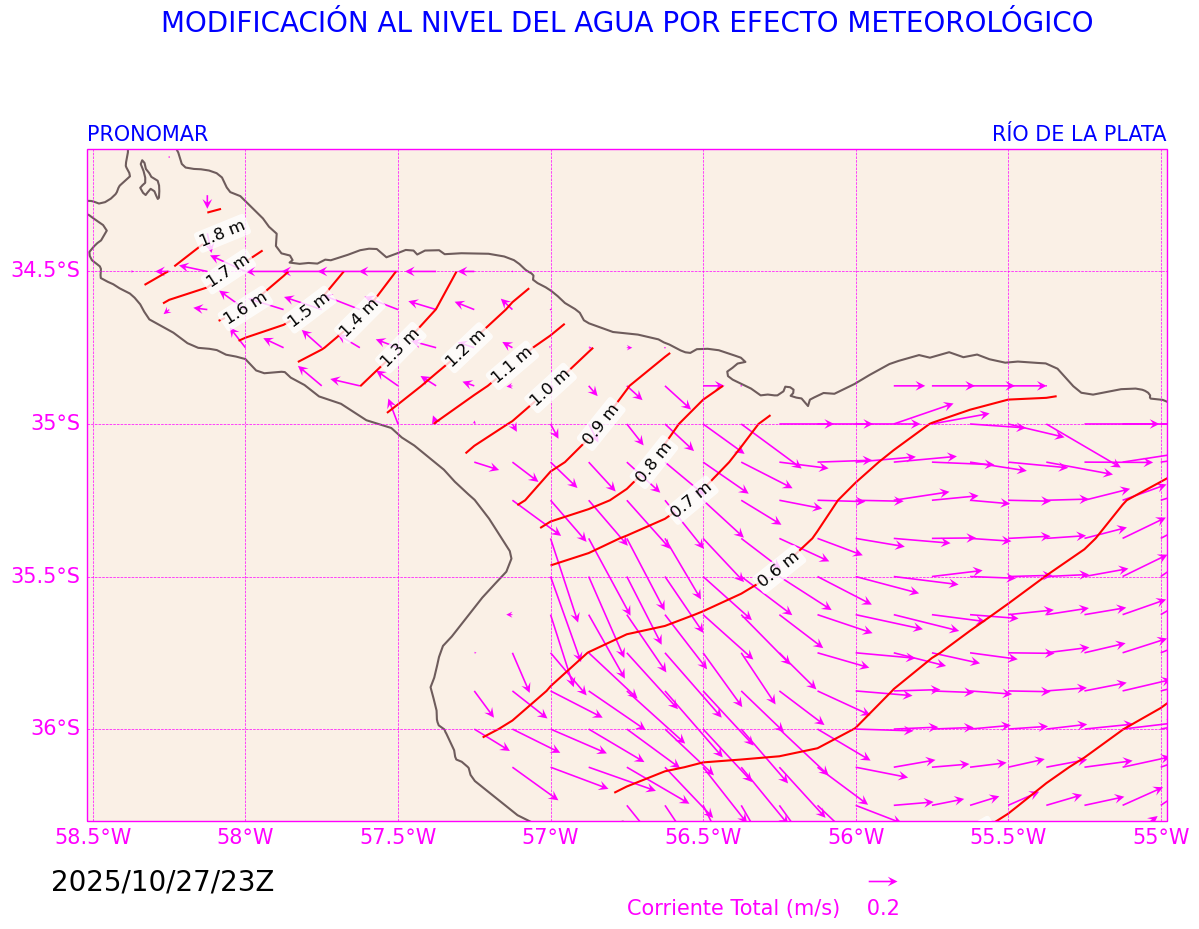 MODIFICACIÓN AL NIVEL DEL AGUA POR EFECTO METEOROLÓGICO
PRONOMAR
RÍO DE LA PLATA
1.8 m
1.7 m
1.6 m
1.5 m
1.4 m
1.3 m
1.2 m
1.1 m
1.0 m
0.9 m
0.8 m
0.7 m
0.6 m
34.5°S
35°S
35.5°S
36°S
58.5°W 58°W 57.5°W 57°W 56.5°W 56°W 55.5°W 55°W
2025/10/27/23Z
Corriente Total (m/s) 0.2